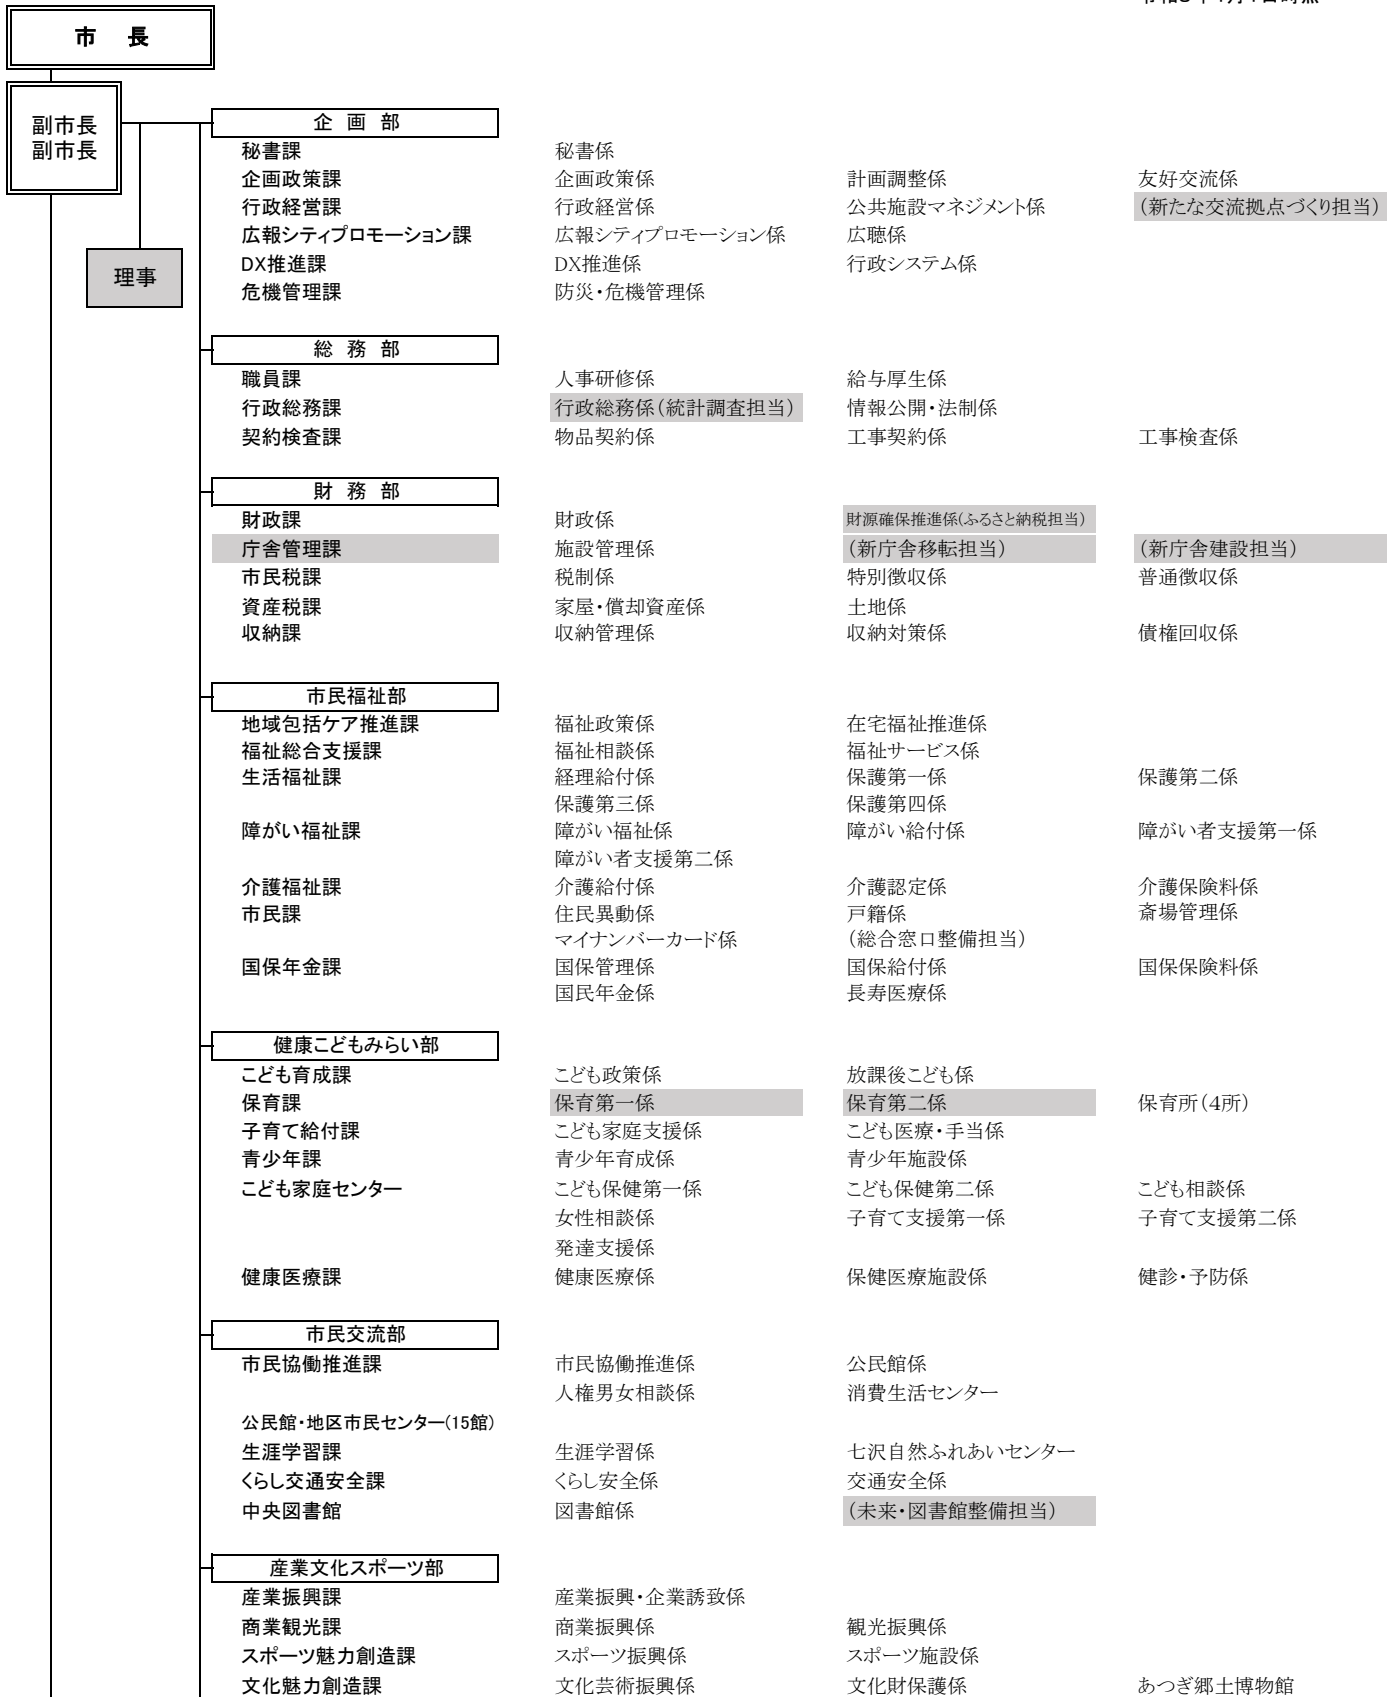 市 長
副市長
副市長
理事
企 画 部
秘書課 秘書係
企画政策課 企画政策係 計画調整係 友好交流係
行政経営課 行政経営係 公共施設マネジメント係 （新たな交流拠点づくり担当）
広報シティプロモーション課 広報シティプロモーション係 広聴係
DX推進課 DX推進係 行政システム係
危機管理課 防災・危機管理係
総 務 部
職員課 人事研修係 給与厚生係
行政総務課 行政総務係（統計調査担当） 情報公開・法制係
契約検査課 物品契約係 工事契約係 工事検査係
財 務 部
財政課 財政係 財源確保推進係(ふるさと納税担当)
庁舎管理課 施設管理係 （新庁舎移転担当） （新庁舎建設担当）
市民税課 税制係 特別徴収係 普通徴収係
資産税課 家屋・償却資産係 土地係
収納課 収納管理係 収納対策係 債権回収係
市民福祉部
地域包括ケア推進課 福祉政策係 在宅福祉推進係
福祉総合支援課 福祉相談係 福祉サービス係
生活福祉課 経理給付係 保護第一係 保護第二係
保護第三係 保護第四係
障がい福祉課 障がい福祉係 障がい給付係 障がい者支援第一係
障がい者支援第二係
介護福祉課 介護給付係 介護認定係 介護保険料係
市民課 住民異動係 戸籍係 斎場管理係
マイナンバーカード係 （総合窓口整備担当）
国保年金課 国保管理係 国保給付係 国保保険料係
国民年金係 長寿医療係
健康こどもみらい部
こども育成課 こども政策係 放課後こども係
保育課 保育第一係 保育第二係 保育所（４所）
子育て給付課 こども家庭支援係 こども医療・手当係
青少年課 青少年育成係 青少年施設係
こども家庭センター こども保健第一係 こども保健第二係 こども相談係
女性相談係 子育て支援第一係 子育て支援第二係
発達支援係
健康医療課 健康医療係 保健医療施設係 健診・予防係
市民交流部
市民協働推進課 市民協働推進係 公民館係
人権男女相談係 消費生活センター
公民館・地区市民センター(15館)
生涯学習課 生涯学習係 七沢自然ふれあいセンター
くらし交通安全課 くらし安全係 交通安全係
中央図書館 図書館係 （未来・図書館整備担当）
産業文化スポーツ部
産業振興課 産業振興・企業誘致係
商業観光課 商業振興係 観光振興係
スポーツ魅力創造課 スポーツ振興係 スポーツ施設係
文化魅力創造課 文化芸術振興係 文化財保護係 あつぎ郷土博物館